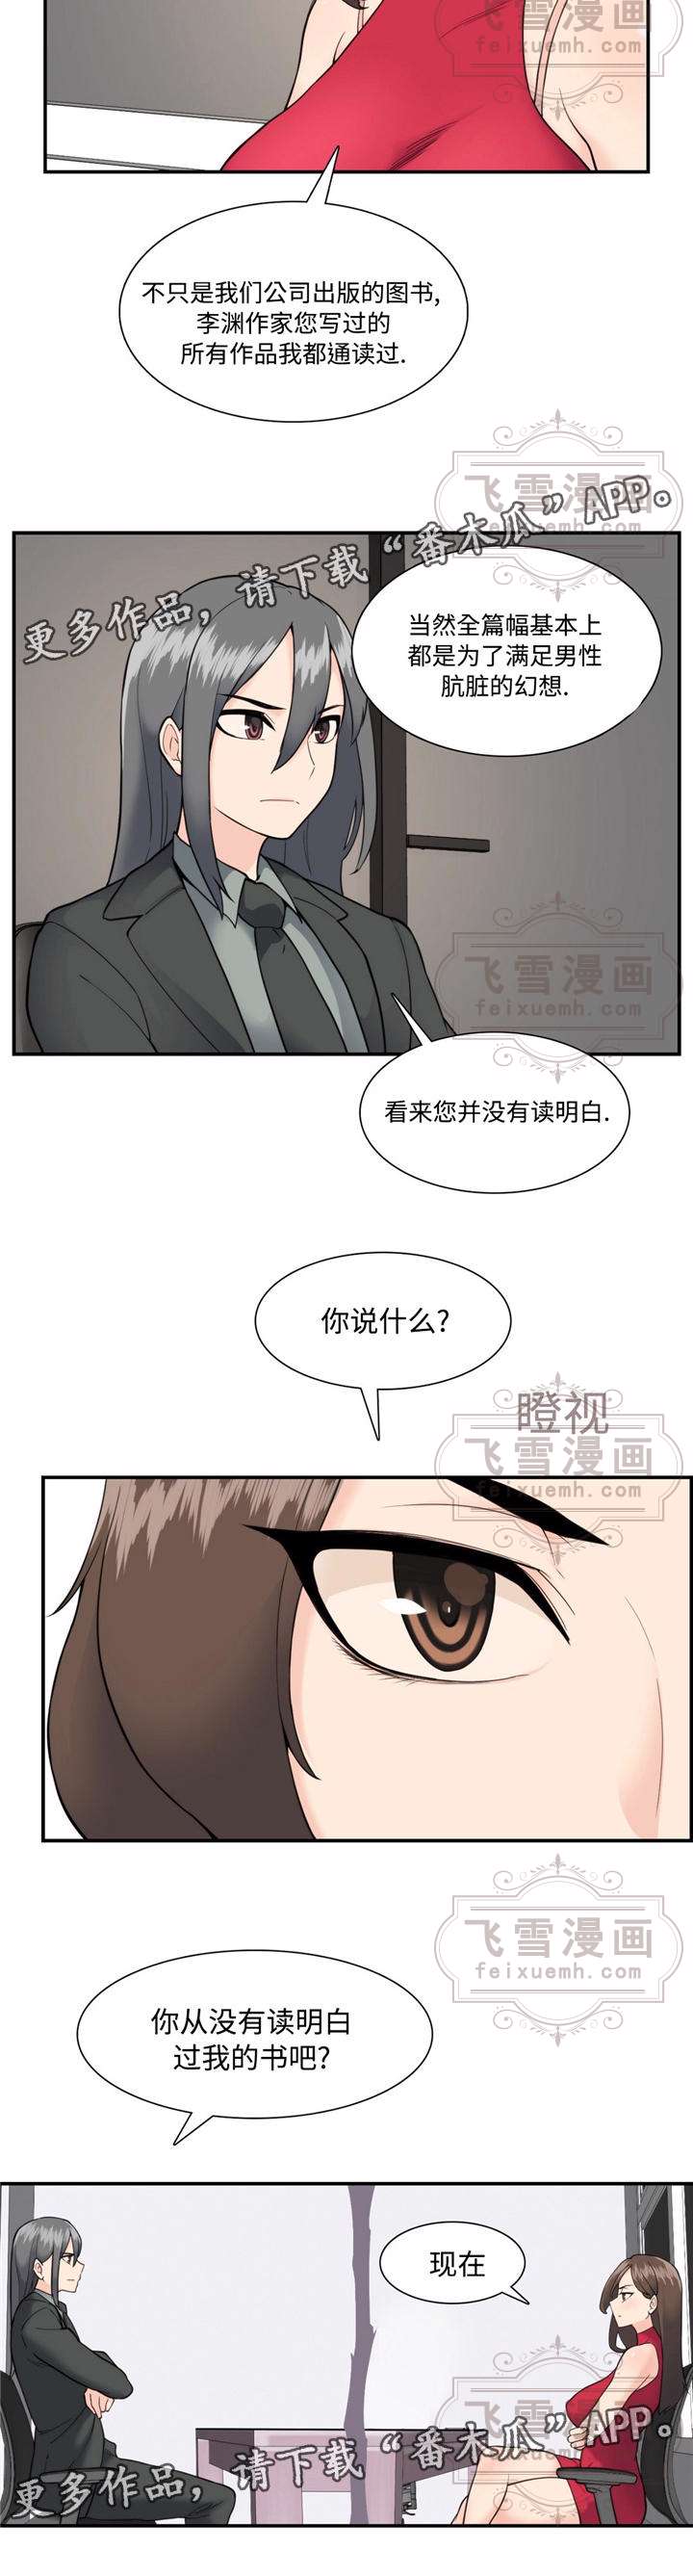 飞雪漫画
feixuemh.com
不只是我们公司出版的图书,
李渊作家您写过的
所有作品我都通读过.
飞雪漫画
feixuemh.com
更多作品，请下载“番木瓜”APP。
当然全篇幅基本上
都是为了满足男性
肮脏的幻想.
飞雪漫画
feixuemh.com
看来您并没有读明白.
你说什么?
瞪视
飞雪漫画
feixuemh.com
飞雪漫画
feixuemh.com
你从没有读明白
过我的书吧?
现在
飞雪漫画
feixuemh.com
更多作品，请下载“番木瓜”APP。